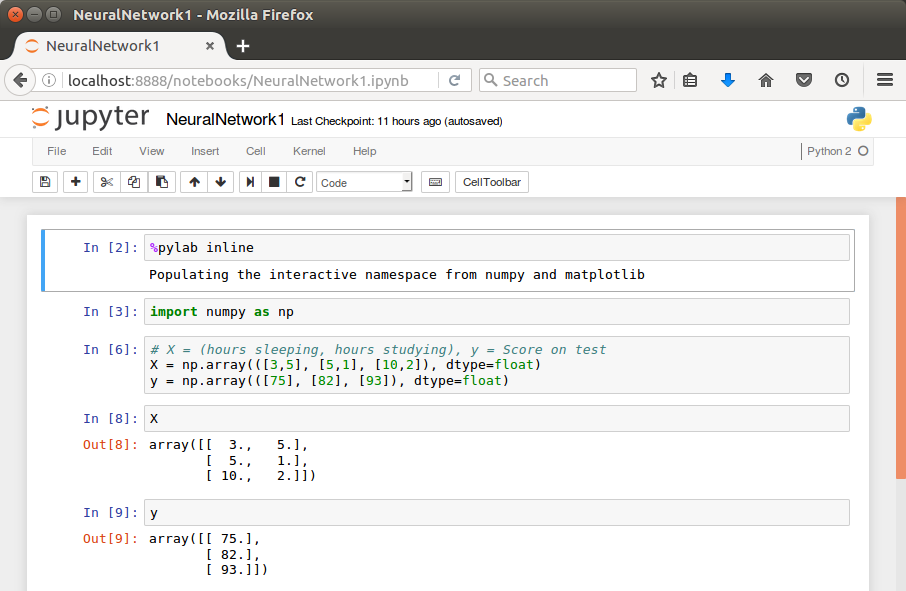 NeuralNetwork1 - Mozilla Firefox
NeuralNetwork1
localhost:8888/notebooks/NeuralNetwork1.ipynb
Search
jupyter NeuralNetwork1 Last Checkpoint: 11 hours ago (autosaved)
File Edit View Insert Cell Kernel Help Python 2
Code CellToolbar
In [2]: %pylab inline
Populating the interactive namespace from numpy and matplotlib
In [3]: import numpy as np
In [6]: # X = (hours sleeping, hours studying), y = Score on test
X = np.array(([3,5], [5,1], [10,2]), dtype=float)
y = np.array(([75], [82], [93]), dtype=float)
In [8]: X
Out[8]: array([[  3.,   5.],
[  5.,   1.],
[ 10.,   2.]])
In [9]: y
Out[9]: array([[ 75.],
[ 82.],
[ 93.]])